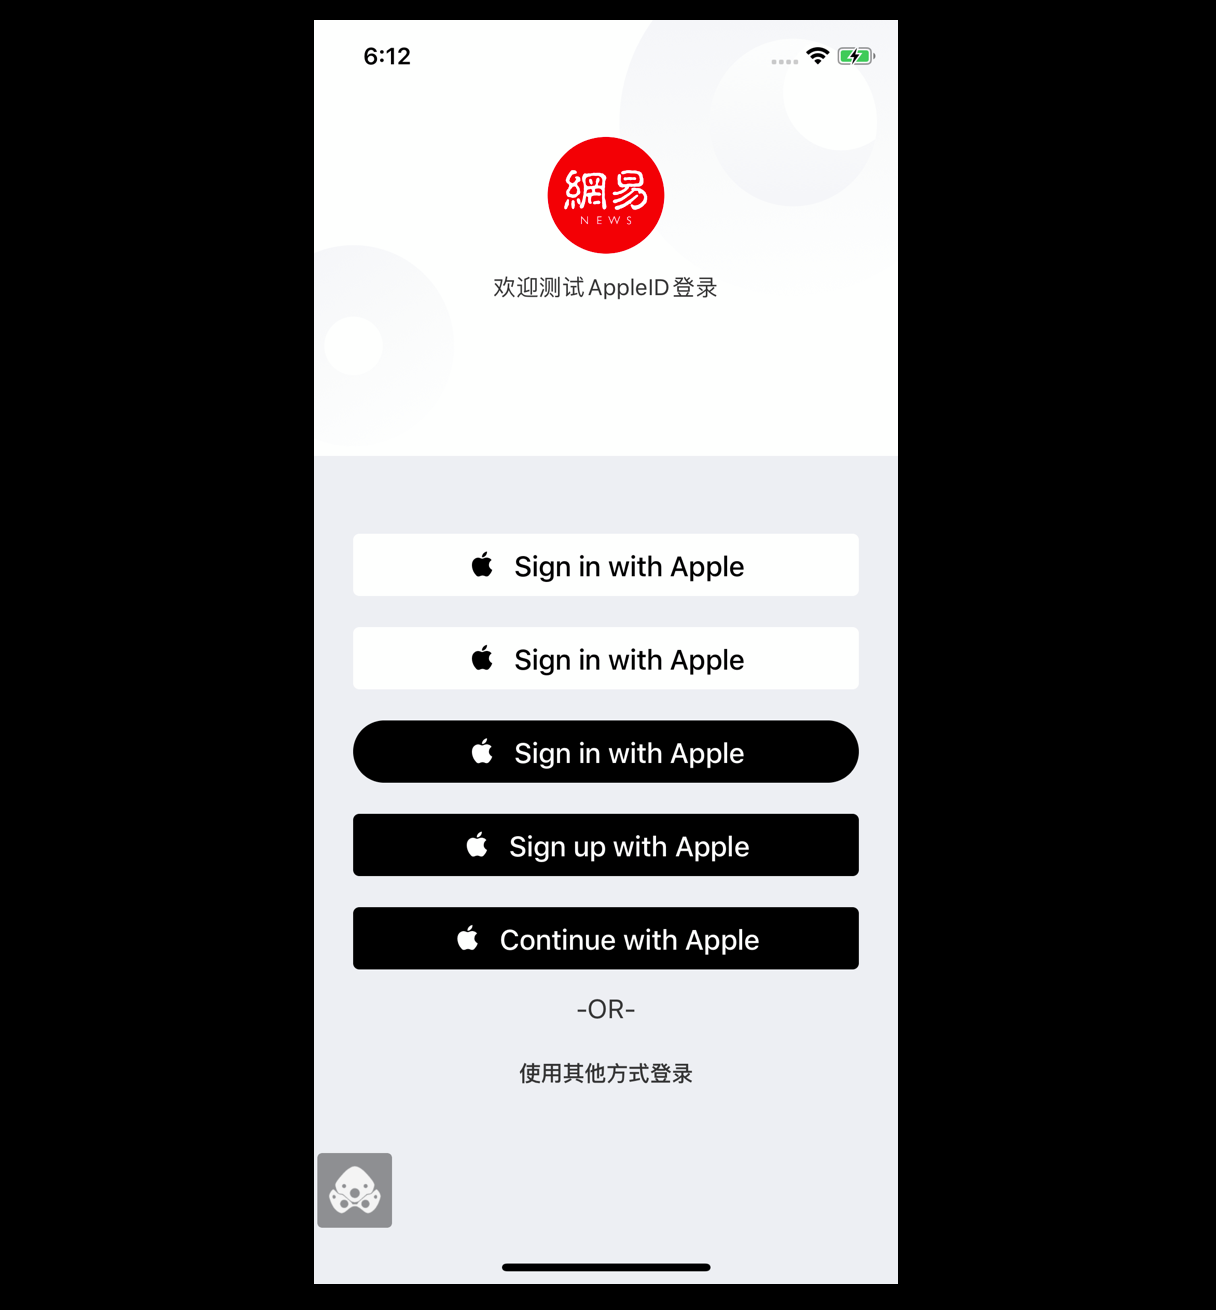 6:12
網易
NEWS
欢迎测试AppleID登录
Sign in with Apple
Sign in with Apple
Sign in with Apple
Sign up with Apple
Continue with Apple
-OR-
使用其他方式登录